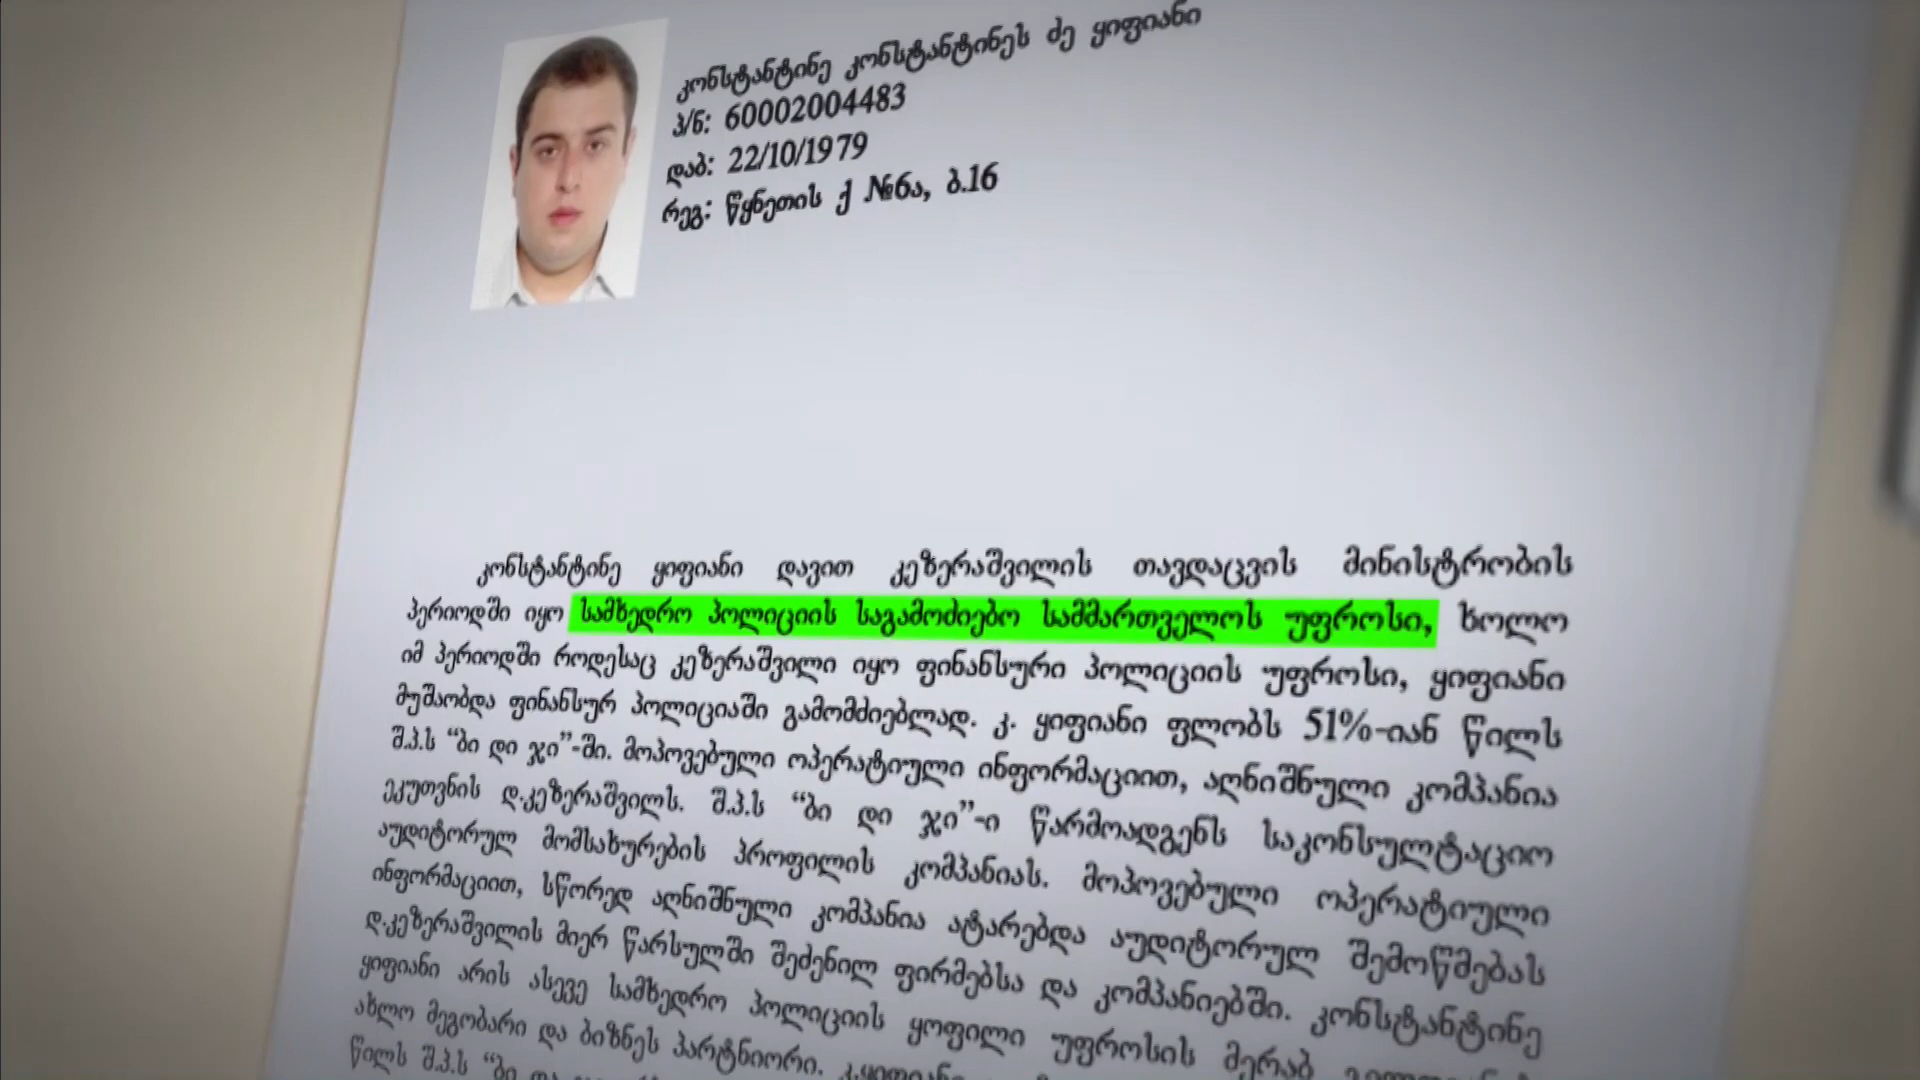 კონსტანტინე კონსტანტინეს ძე ყიფიანი
პ/ნ: 60002004483
დაბ: 22/10/1979
რეგ: წყნეთის ქ №6ა, ბ.16
კონსტანტინე ყიფიანი დავით კეზერაშვილის თავდაცვის მინისტრობის
პერიოდში იყო სამხედრო პოლიციის საგამოძიებო სამმართველოს უფროსი, ხოლო
იმ პერიოდში როდესაც კეზერაშვილი იყო ფინანსური პოლიციის უფროსი, ყიფიანი
მუშაობდა ფინანსურ პოლიციაში გამომძიებლად. კ. ყიფიანი ფლობს 51%-იან წილს
შ.პ.ს “ბი დი ჯი”-ში. მოპოვებული ოპერატიული ინფორმაციით, აღნიშნული კომპანია
ეკუთვნის დ.კეზერაშვილს. შ.პ.ს “ბი დი ჯი”-ი წარმოადგენს საკონსულტაციო
აუდიტორულ მომსახურების პროფილის კომპანიას. მოპოვებული ოპერატიული
ინფორმაციით, სწორედ აღნიშნული კომპანია ატარებდა აუდიტორულ შემოწმებას
დ.კეზერაშვილის მიერ წარსულში შეძენილ ფირმებსა და კომპანიებში. კონსტანტინე
ყიფიანი არის ასევე სამხედრო პოლიციის ყოფილი უფროსის მერაბ
ახლო მეგობარი და ბიზნეს პარტნიორი. კ.ყიფიანი
წილს შ.პ.ს “ბი